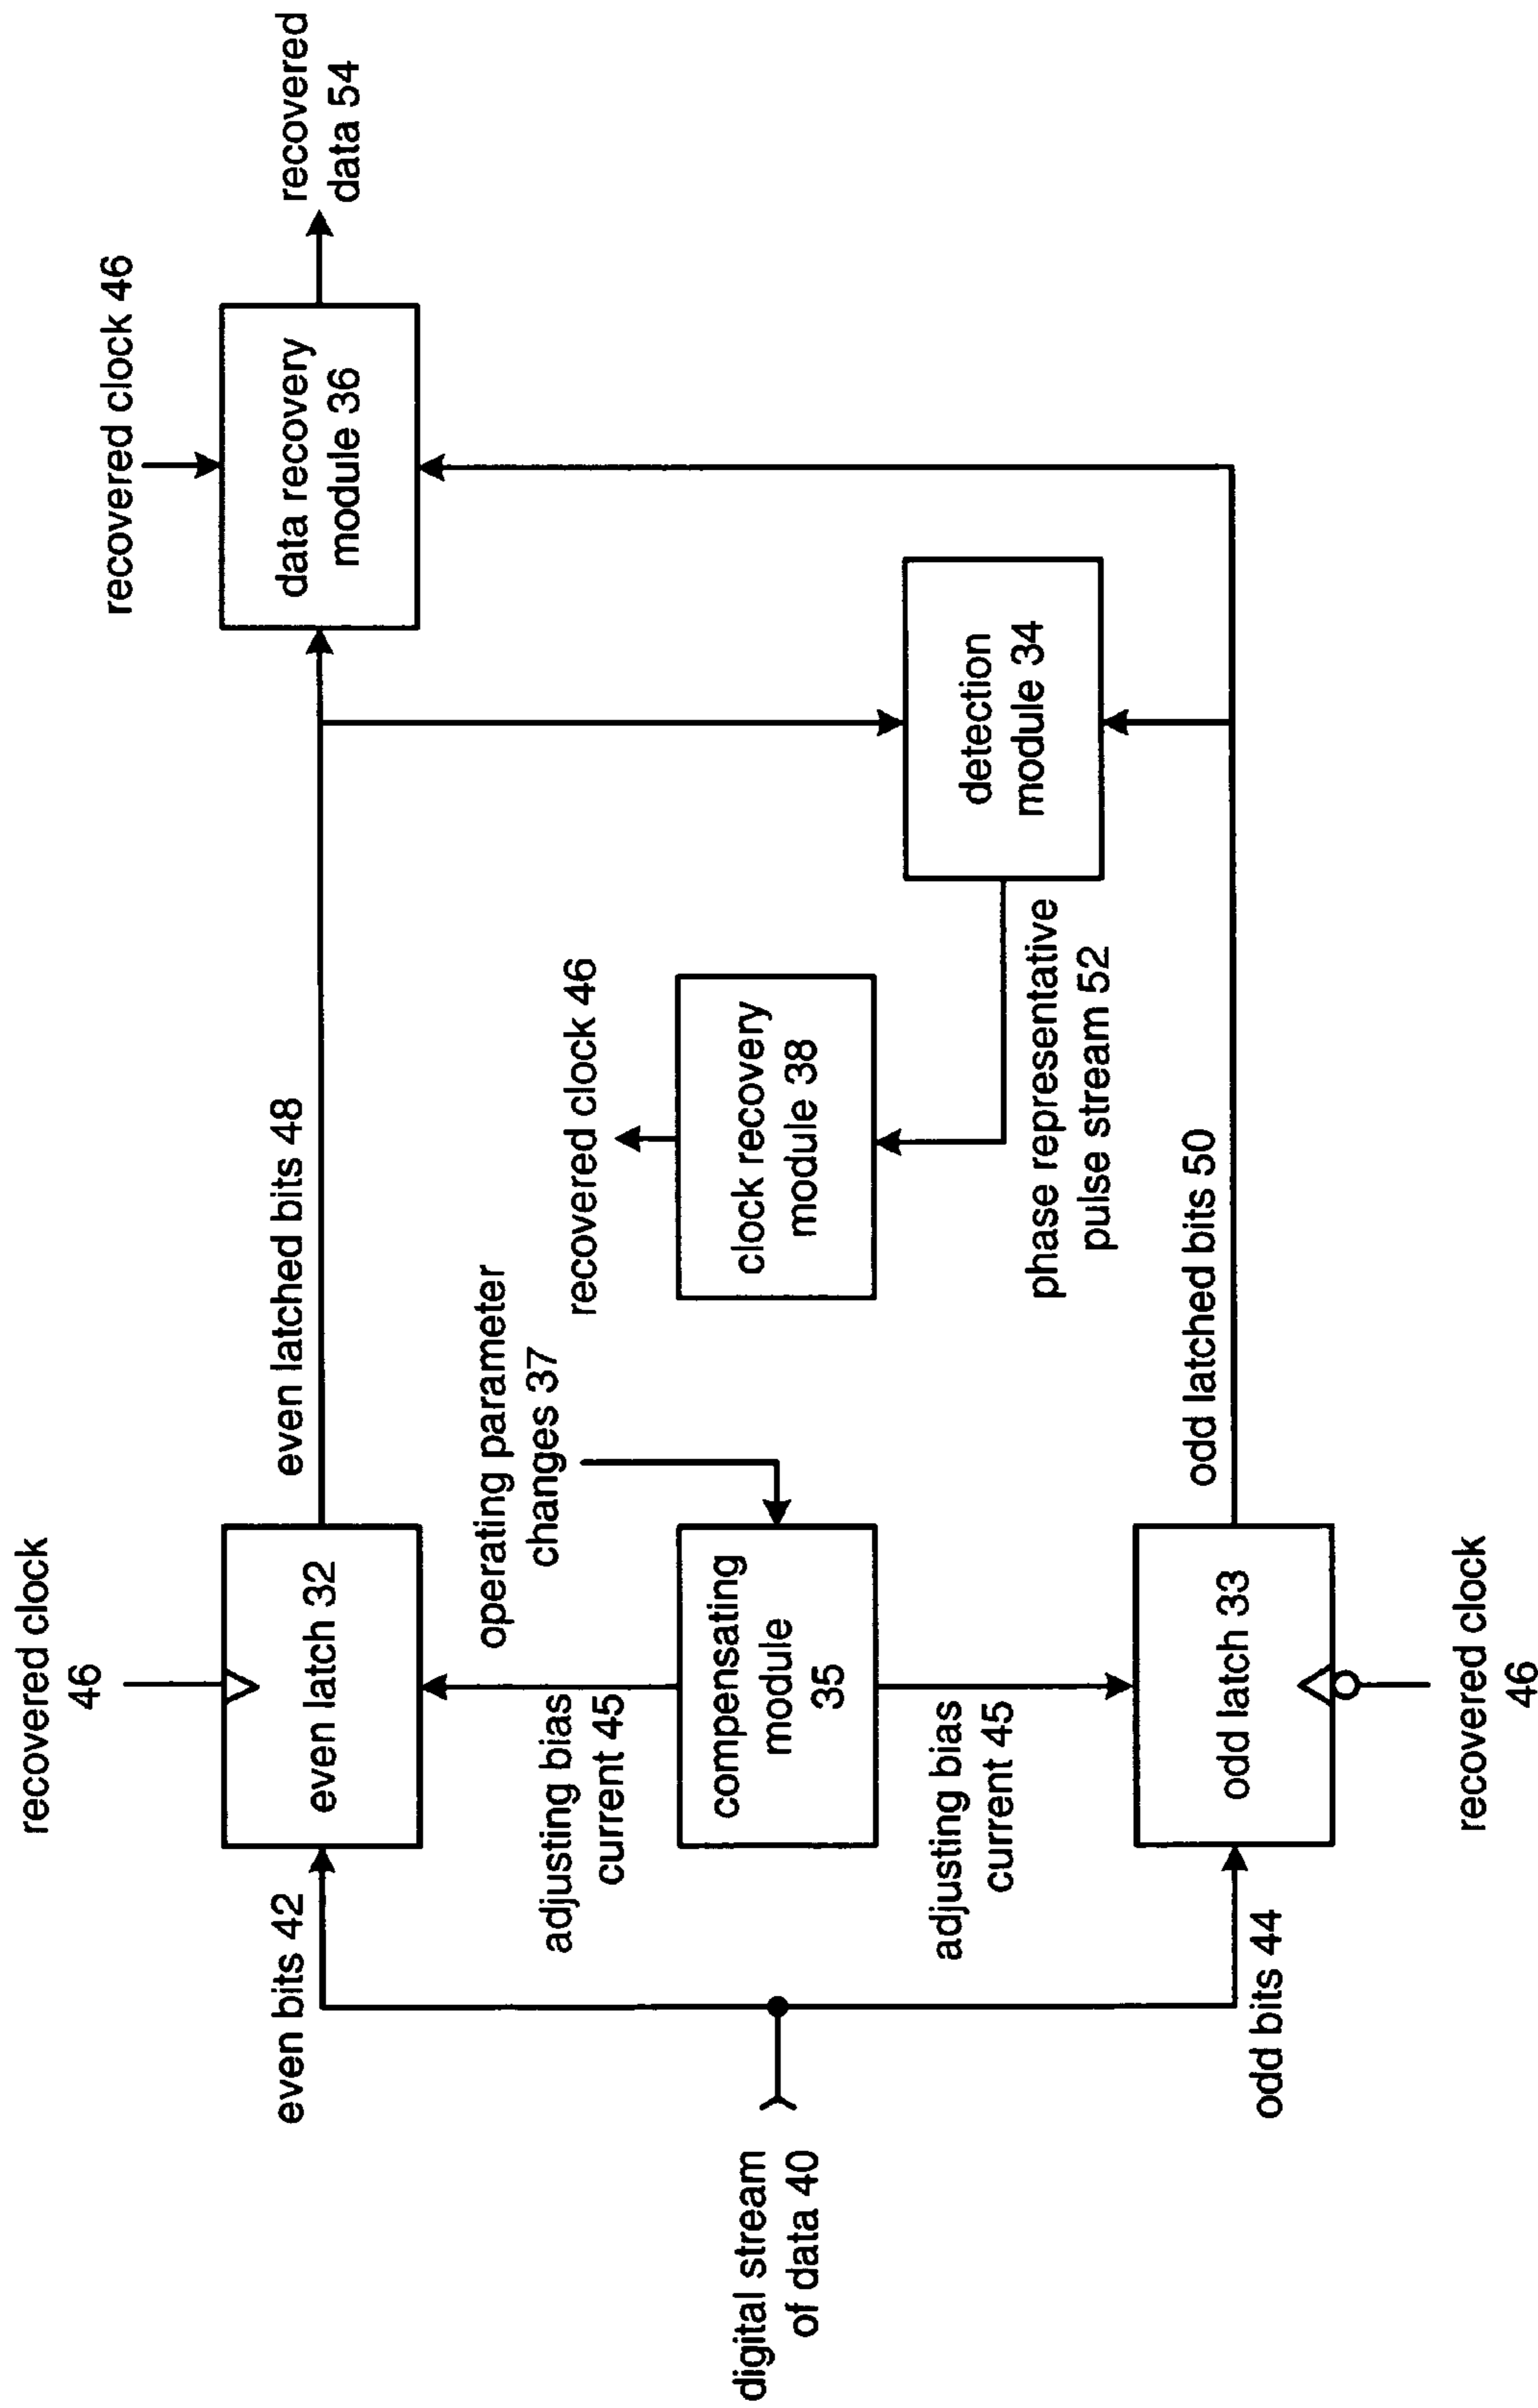 recovered clock
46
even bits 42
even latch 32
even latched bits 48
recovered clock 46
data recovery
module 36
recovered
data 54
operating parameter
changes 37
adjusting bias
current 45
recovered clock 46
digital stream
of data 40
compensating
module
35
clock recovery
module 38
adjusting bias
current 45
detection
module 34
phase representative
pulse stream 52
odd bits 44
odd latch 33
odd latched bits 50
recovered clock
46